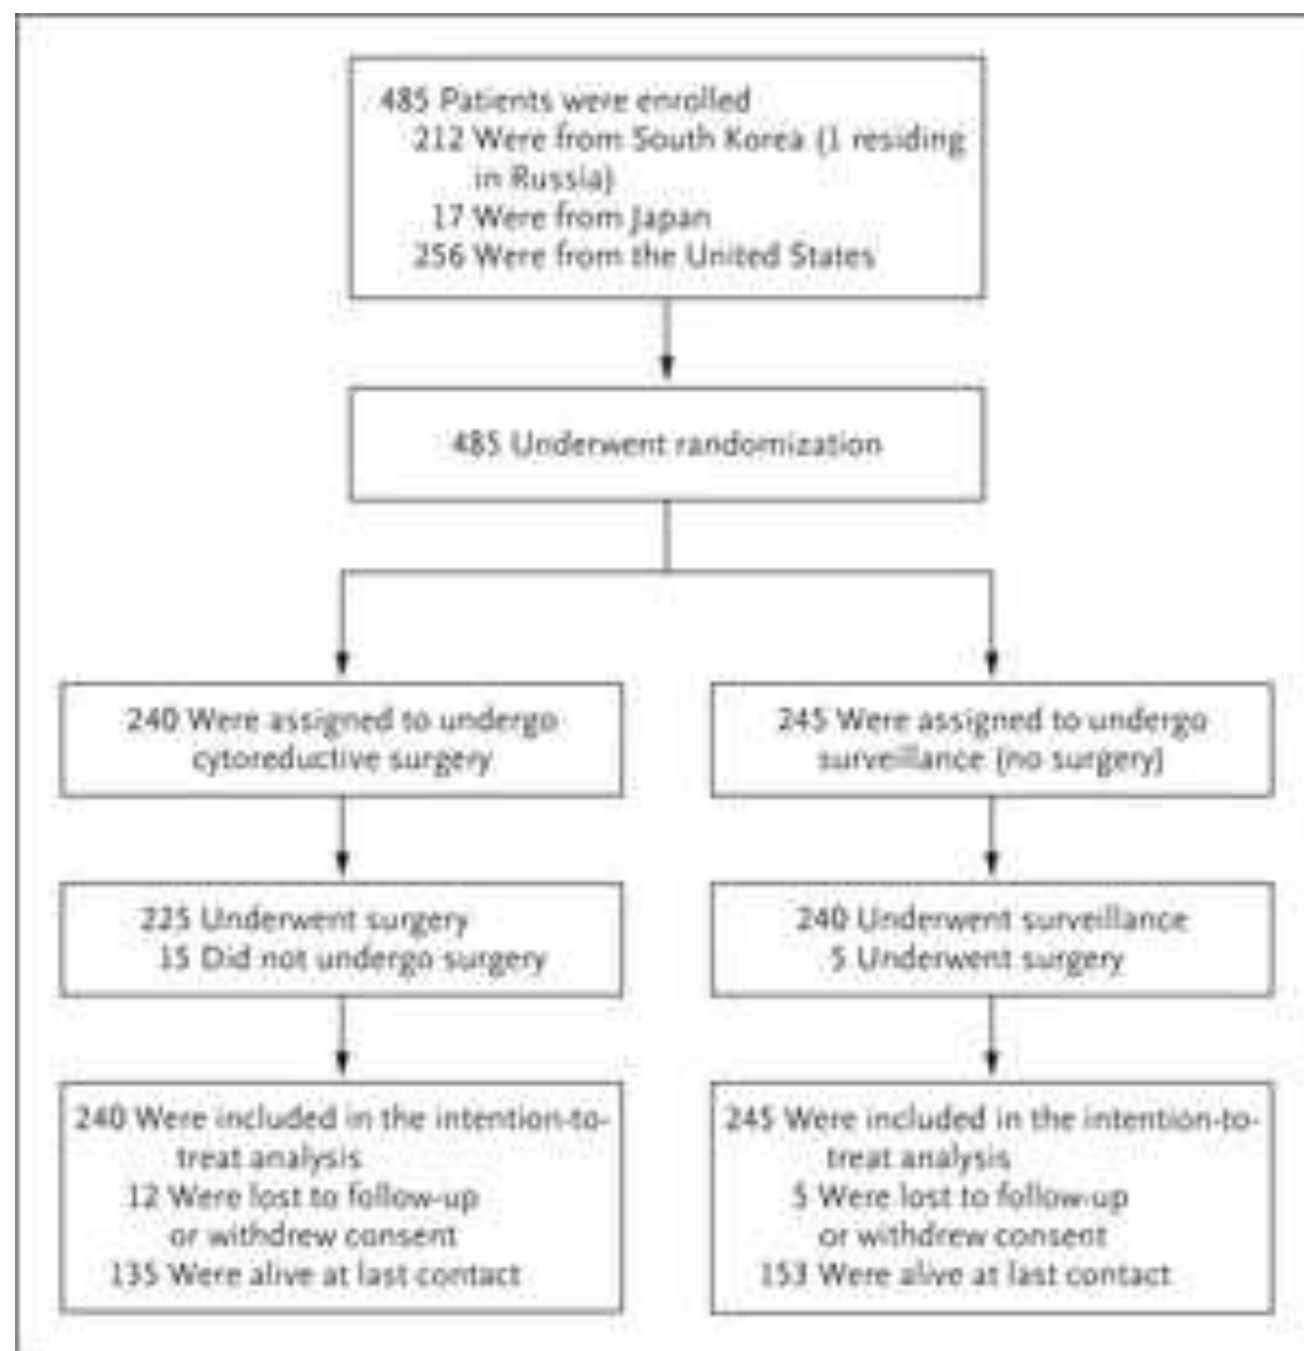 485 Patients were enrolled
212 Were from South Korea (1 residing
in Russia)
17 Were from Japan
256 Were from the United States
485 Underwent randomization
240 Were assigned to undergo
cytoreductive surgery
245 Were assigned to undergo
surveillance (no surgery)
225 Underwent surgery
15 Did not undergo surgery
240 Underwent surveillance
5 Underwent surgery
240 Were included in the intention-to-
treat analysis
12 Were lost to follow-up
or withdrew consent
135 Were alive at last contact
245 Were included in the intention-to-
treat analysis
5 Were lost to follow-up
or withdrew consent
153 Were alive at last contact